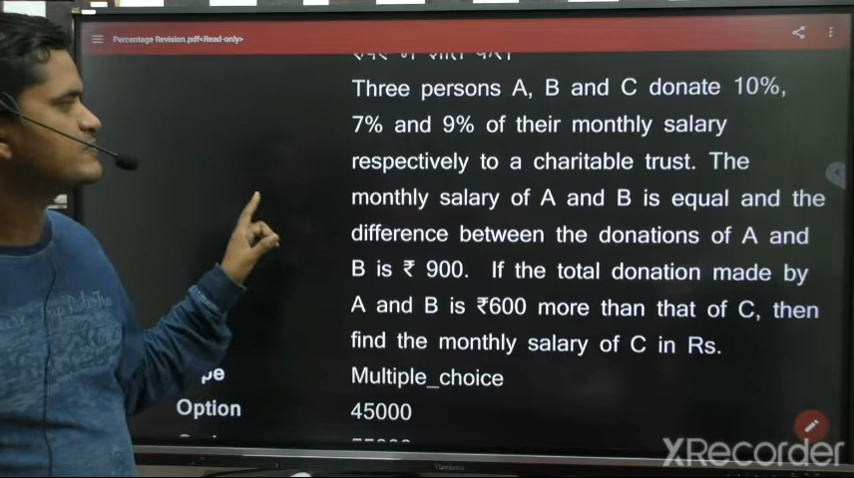 Percentage Revision.pdf<Read-only>
Three persons A, B and C donate 10%,
7% and 9% of their monthly salary
respectively to a charitable trust. The
monthly salary of A and B is equal and the
difference between the donations of A and
B is ₹ 900. If the total donation made by
A and B is ₹600 more than that of C, then
find the monthly salary of C in Rs.
Multiple_choice
Option 45000
XRecorder
ViewSonic